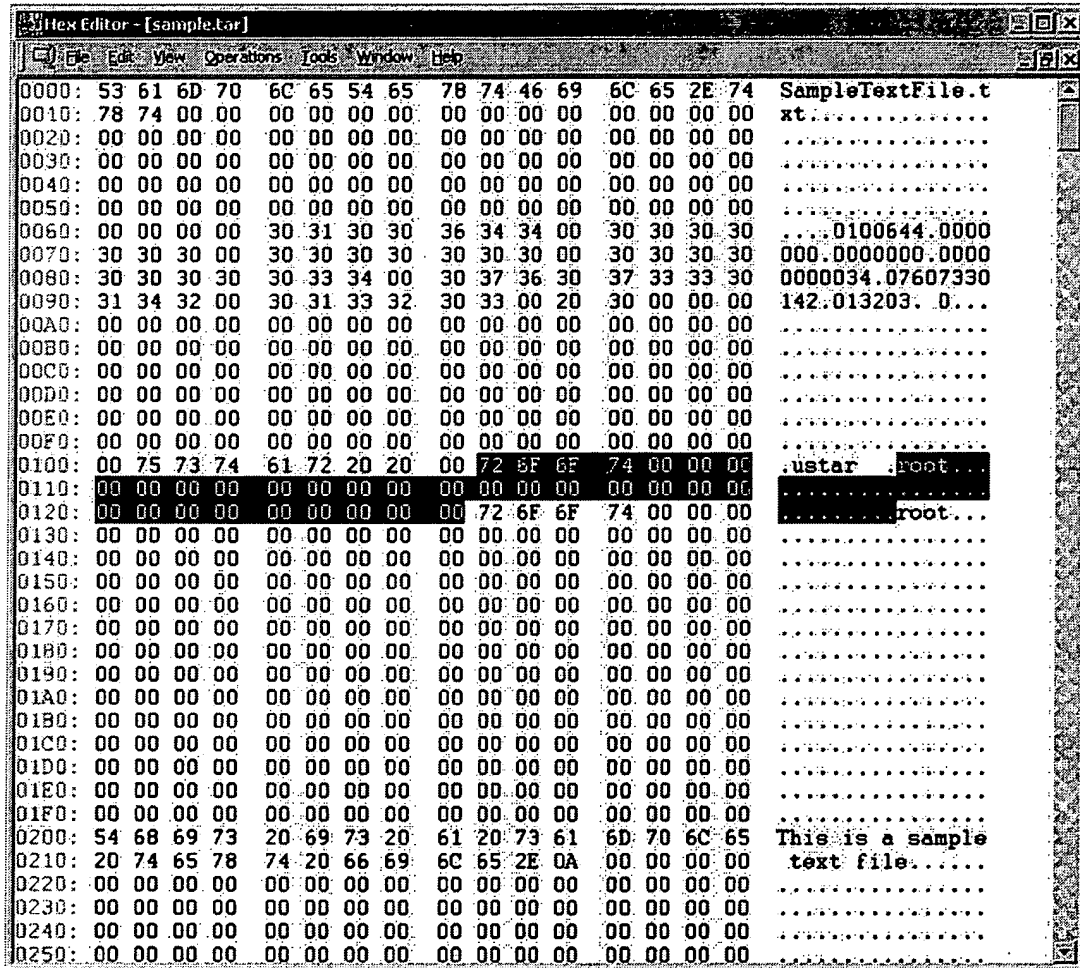 Hex Editor - [sample.tar]
File Edit View Operations Tools Window Help
0000: 53 61 6D 70 6C 65 54 65 78 74 46 69 6C 65 2E 74 SampleTextFile.t
0010: 78 74 00 00 00 00 00 00 00 00 00 00 00 00 00 00 xt..............
0020: 00 00 00 00 00 00 00 00 00 00 00 00 00 00 00 00 ................
0030: 00 00 00 00 00 00 00 00 00 00 00 00 00 00 00 00 ................
0040: 00 00 00 00 00 00 00 00 00 00 00 00 00 00 00 00 ................
0050: 00 00 00 00 00 00 00 00 00 00 00 00 00 00 00 00 ................
0060: 00 00 00 00 30 31 30 30 36 34 34 00 30 30 30 30 ....0100644.0000
0070: 30 30 30 00 30 30 30 30 30 30 30 00 30 30 30 30 000.0000000.0000
0080: 30 30 30 30 30 33 34 00 30 37 36 30 37 33 33 30 0000034.07607330
0090: 31 34 32 00 30 31 33 32 30 33 00 20 30 00 00 00 142.013203. 0...
00A0: 00 00 00 00 00 00 00 00 00 00 00 00 00 00 00 00 ................
00B0: 00 00 00 00 00 00 00 00 00 00 00 00 00 00 00 00 ................
00C0: 00 00 00 00 00 00 00 00 00 00 00 00 00 00 00 00 ................
00D0: 00 00 00 00 00 00 00 00 00 00 00 00 00 00 00 00 ................
00E0: 00 00 00 00 00 00 00 00 00 00 00 00 00 00 00 00 ................
00F0: 00 00 00 00 00 00 00 00 00 00 00 00 00 00 00 00 ................
0100: 00 75 73 74 61 72 20 20 00 72 6F 6F 74 00 00 00 .ustar  .root...
0110: 00 00 00 00 00 00 00 00 00 00 00 00 00 00 00 00 ................
0120: 00 00 00 00 00 00 00 00 00 72 6F 6F 74 00 00 00 .........root...
0130: 00 00 00 00 00 00 00 00 00 00 00 00 00 00 00 00 ................
0140: 00 00 00 00 00 00 00 00 00 00 00 00 00 00 00 00 ................
0150: 00 00 00 00 00 00 00 00 00 00 00 00 00 00 00 00 ................
0160: 00 00 00 00 00 00 00 00 00 00 00 00 00 00 00 00 ................
0170: 00 00 00 00 00 00 00 00 00 00 00 00 00 00 00 00 ................
0180: 00 00 00 00 00 00 00 00 00 00 00 00 00 00 00 00 ................
0190: 00 00 00 00 00 00 00 00 00 00 00 00 00 00 00 00 ................
01A0: 00 00 00 00 00 00 00 00 00 00 00 00 00 00 00 00 ................
01B0: 00 00 00 00 00 00 00 00 00 00 00 00 00 00 00 00 ................
01C0: 00 00 00 00 00 00 00 00 00 00 00 00 00 00 00 00 ................
01D0: 00 00 00 00 00 00 00 00 00 00 00 00 00 00 00 00 ................
01E0: 00 00 00 00 00 00 00 00 00 00 00 00 00 00 00 00 ................
01F0: 00 00 00 00 00 00 00 00 00 00 00 00 00 00 00 00 ................
0200: 54 68 69 73 20 69 73 20 61 20 73 61 6D 70 6C 65 This is a sample
0210: 20 74 65 78 74 20 66 69 6C 65 2E 0A 00 00 00 00  text file......
0220: 00 00 00 00 00 00 00 00 00 00 00 00 00 00 00 00 ................
0230: 00 00 00 00 00 00 00 00 00 00 00 00 00 00 00 00 ................
0240: 00 00 00 00 00 00 00 00 00 00 00 00 00 00 00 00 ................
0250: 00 00 00 00 00 00 00 00 00 00 00 00 00 00 00 00 ................